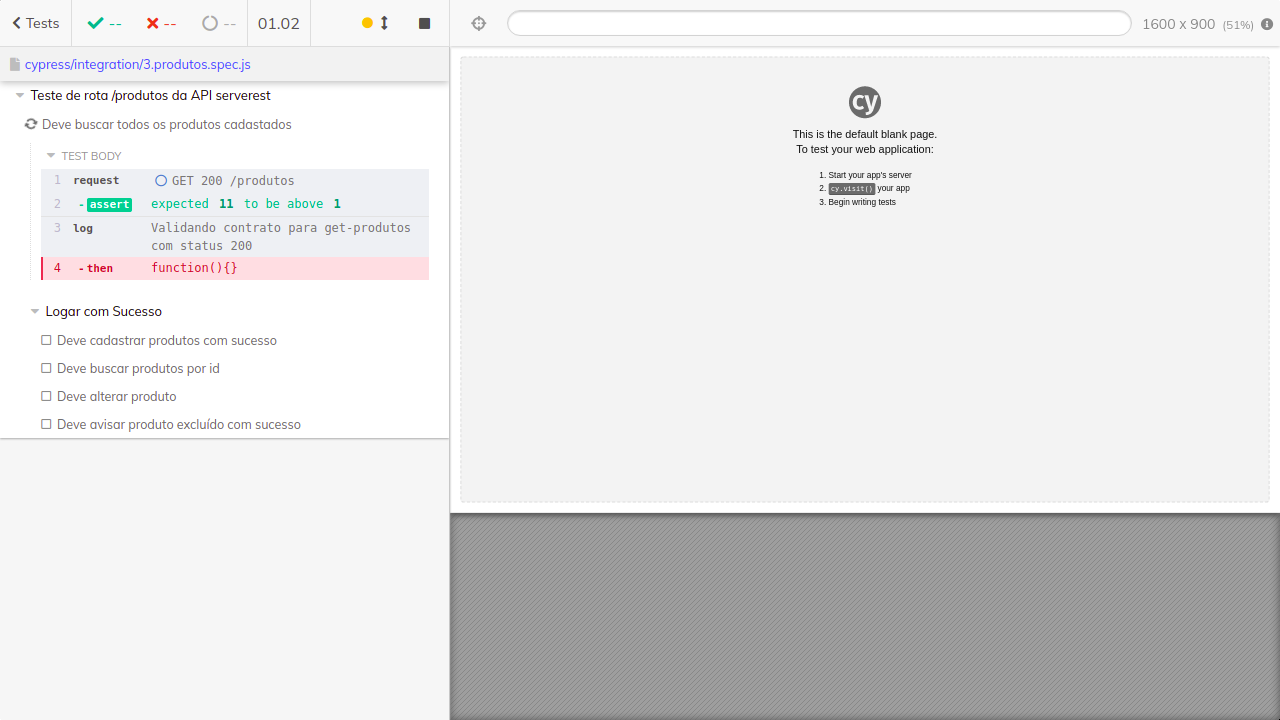 Tests -- -- -- 01.02
1600 x 900 (51%)
cypress/integration/3.produtos.spec.js
Teste de rota /produtos da API serverest
Deve buscar todos os produtos cadastados
TEST BODY
1 request GET 200 /produtos
2 -assert expected 11 to be above 1
3 log Validando contrato para get-produtos
com status 200
4 -then function(){}
Logar com Sucesso
Deve cadastrar produtos com sucesso
Deve buscar produtos por id
Deve alterar produto
Deve avisar produto excluído com sucesso
cy
This is the default blank page.
To test your web application:
1. Start your app's server
2. cy.visit() your app
3. Begin writing tests